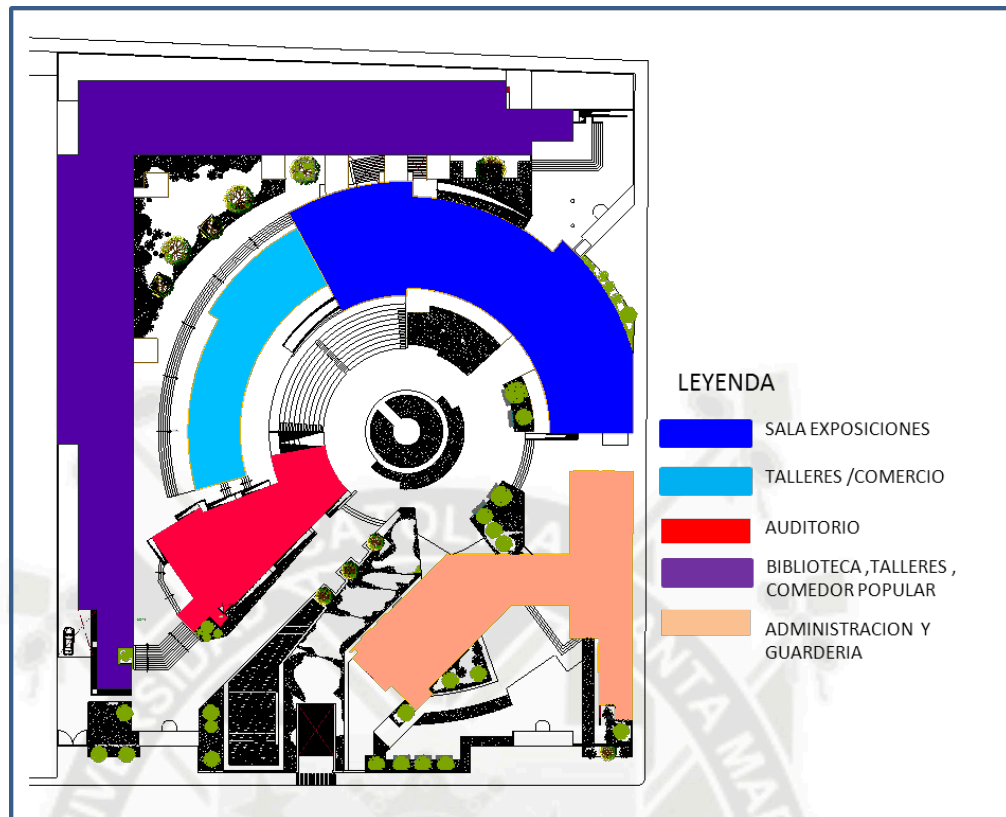 LEYENDA
SALA EXPOSICIONES
TALLERES /COMERCIO
AUDITORIO
BIBLIOTECA ,TALLERES ,
COMEDOR POPULAR
ADMINISTRACION Y
GUARDERIA